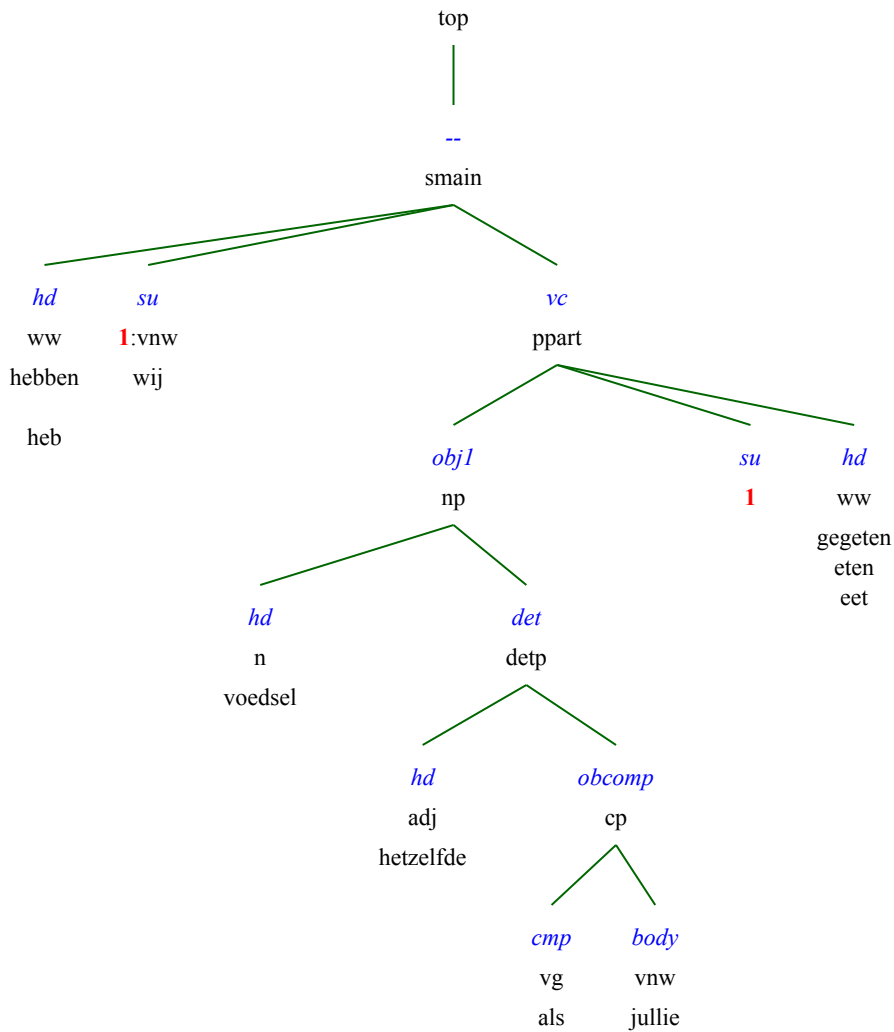 top
--
smain
hd su vc
ww 1:vnw ppart
hebben wij
heb
obj1 su hd
np 1 ww
gegeten
eten
eet
hd det
n detp
voedsel
hd obcomp
adj cp
hetzelfde
cmp body
vg vnw
als jullie